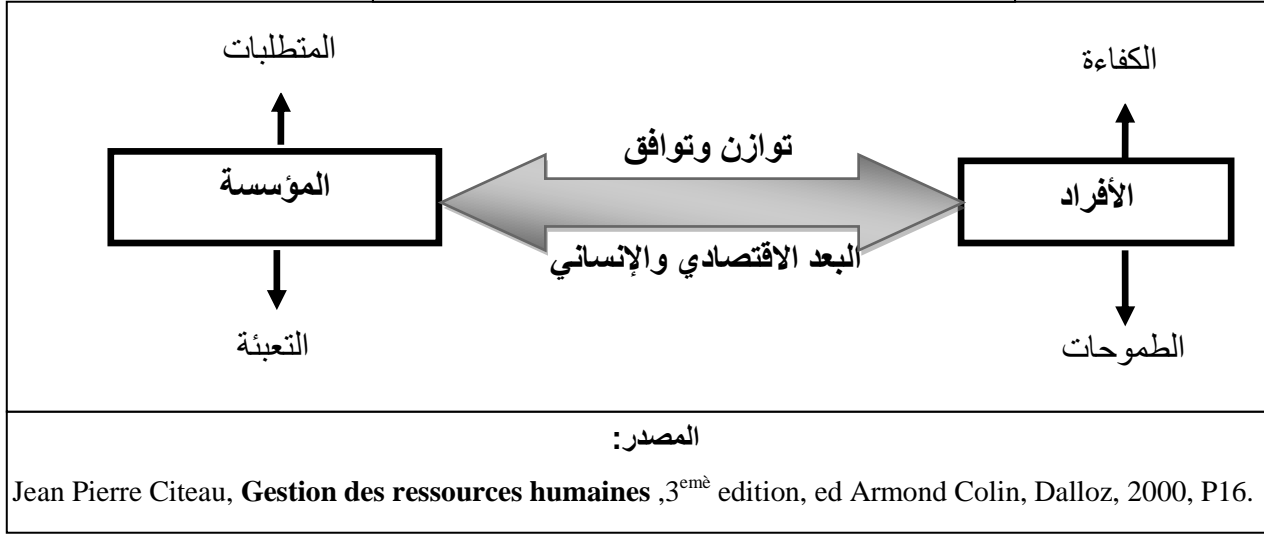 الكفاءة
المتطلبات
توازن وتوافق
الأفراد
المؤسسة
البعد الاقتصادي والإنساني
الطموحات
التعبئة
المصدر:
Jean Pierre Citeau, Gestion des ressources humaines ,3emè edition, ed Armond Colin, Dalloz, 2000, P16.